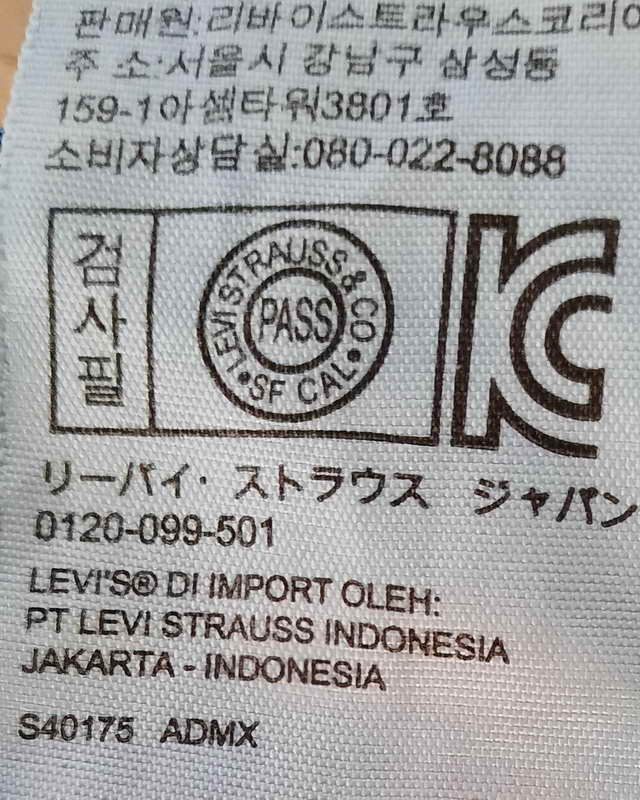 판매원:리바이스트라우스코리아
주 소:서울시 강남구 삼성동
159-1아셈타워3801호
소비자상담실:080-022-8088
검사필
LEVI STRAUSS & CO
PASS
SF CAL
KC
リーバイ・ストラウス ジャパン
0120-099-501
LEVI'S® DI IMPORT OLEH:
PT LEVI STRAUSS INDONESIA
JAKARTA - INDONESIA
S40175 ADMX